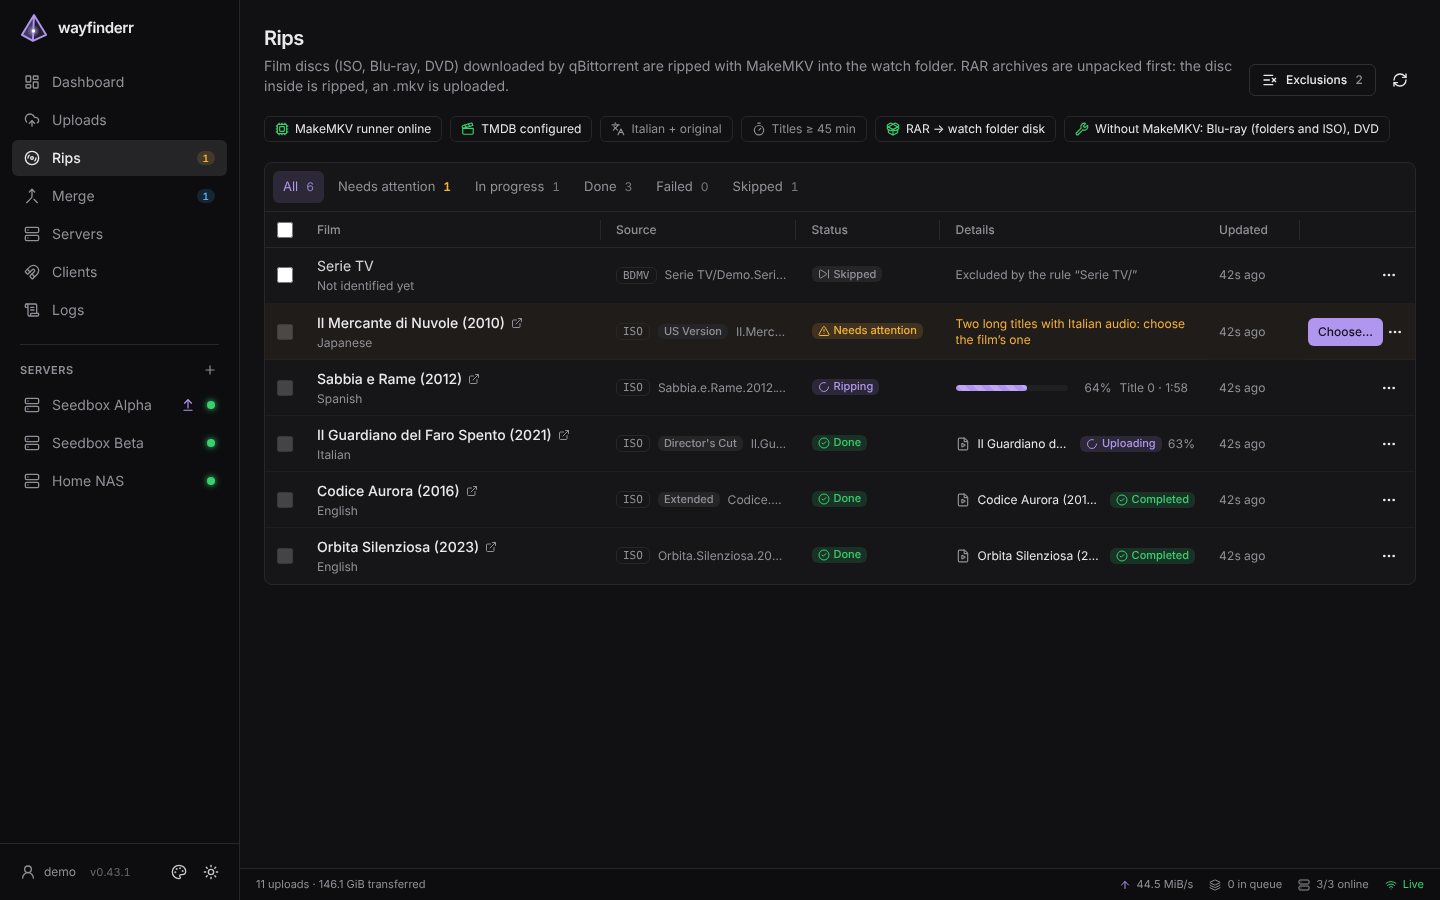 wayfinderr
Dashboard
Uploads
Rips 1
Merge 1
Servers
Clients
Logs
SERVERS
Seedbox Alpha
Seedbox Beta
Home NAS
demo v0.43.1
Rips
Film discs (ISO, Blu-ray, DVD) downloaded by qBittorrent are ripped with MakeMKV into the watch folder. RAR archives are unpacked first: the disc
inside is ripped, an .mkv is uploaded.
Exclusions 2
MakeMKV runner online TMDB configured Italian + original Titles ≥ 45 min RAR → watch folder disk Without MakeMKV: Blu-ray (folders and ISO), DVD
All 6 Needs attention 1 In progress 1 Done 3 Failed 0 Skipped 1
Film Source Status Details Updated
Serie TV
Not identified yet
BDMV Serie TV/Demo.Seri... Skipped Excluded by the rule “Serie TV/” 42s ago
Il Mercante di Nuvole (2010)
Japanese
ISO US Version Il.Merc... Needs attention
Two long titles with Italian audio: choose
the film’s one
42s ago Choose...
Sabbia e Rame (2012)
Spanish
ISO Sabbia.e.Rame.2012.... Ripping 64% Title 0 · 1:58 42s ago
Il Guardiano del Faro Spento (2021)
Italian
ISO Director's Cut Il.Gu... Done Il Guardiano d... Uploading 63% 42s ago
Codice Aurora (2016)
English
ISO Extended Codice.... Done Codice Aurora (201... Completed 42s ago
Orbita Silenziosa (2023)
English
ISO Orbita.Silenziosa.20... Done Orbita Silenziosa (2... Completed 42s ago
11 uploads · 146.1 GiB transferred
44.5 MiB/s 0 in queue 3/3 online Live